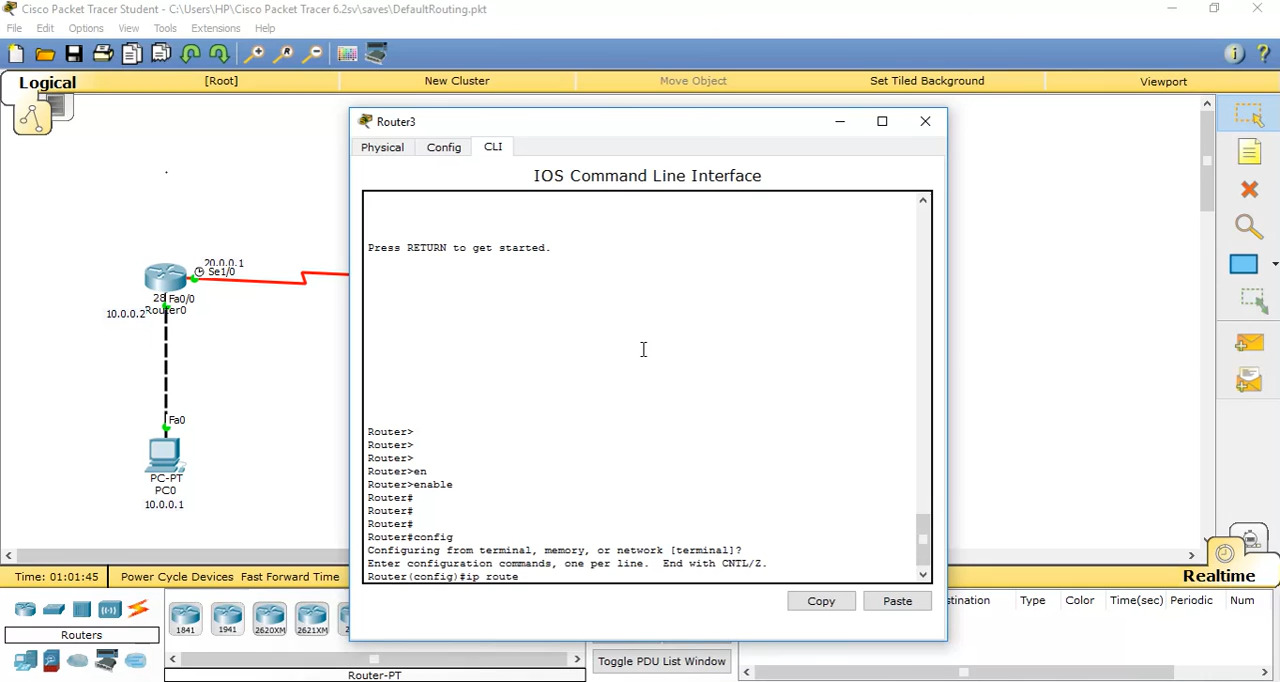 Cisco Packet Tracer Student - C:\Users\HP\Cisco Packet Tracer 6.2sv\saves\DefaultRouting.pkt
File Edit Options View Tools Extensions Help
Logical [Root] New Cluster Move Object Set Tiled Background Viewport
Router3
Physical Config CLI
IOS Command Line Interface
Press RETURN to get started.
Router>
Router>
Router>
Router>en
Router>enable
Router#
Router#
Router#
Router#config
Configuring from terminal, memory, or network [terminal]?
Enter configuration commands, one per line. End with CNTL/Z.
Router(config)#ip route
Copy Paste
20.0.0.1
Se1/0
28 Fa0/0
10.0.0.2 Router0
Fa0
PC-PT
PC0
10.0.0.1
Time: 01:01:45 Power Cycle Devices Fast Forward Time
Realtime
Routers
1841 1941 2620XM 2621XM
Router-PT
Toggle PDU List Window
stination Type Color Time(sec) Periodic Num